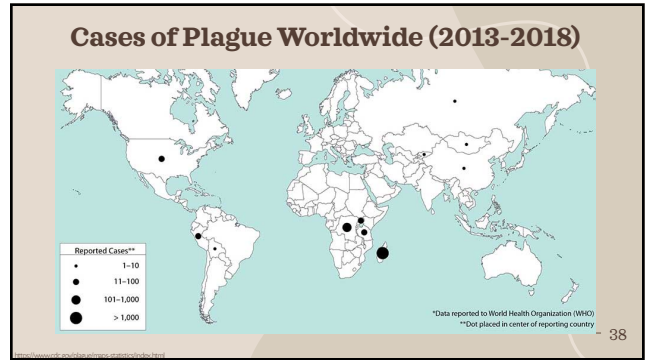 Cases of Plague Worldwide (2013-2018)
Reported Cases**
1–10
11–100
101–1,000
> 1,000
*Data reported to World Health Organization (WHO)
**Dot placed in center of reporting country
38
https://www.cdc.gov/plague/maps-statistics/index.html